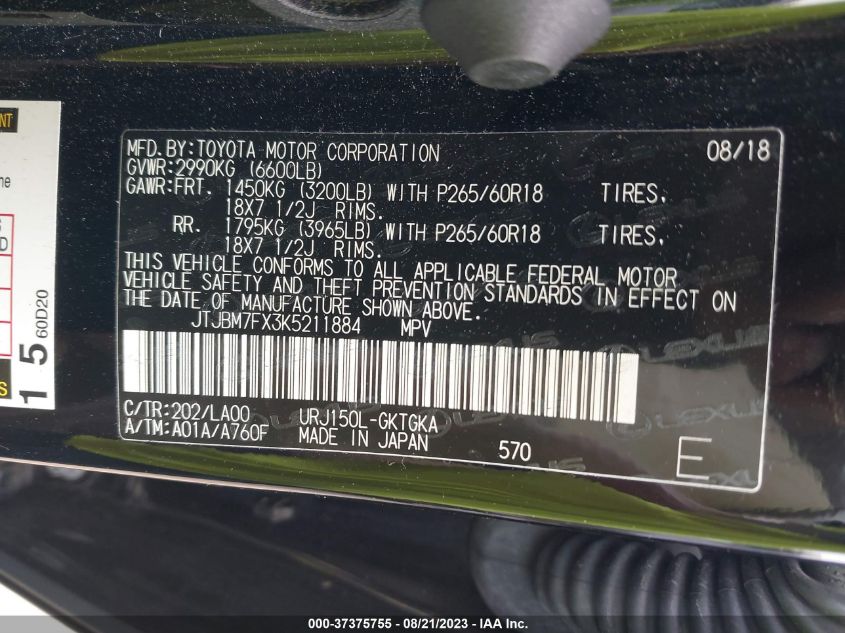 MFD.BY:TOYOTA MOTOR CORPORATION 08/18
GVWR:2990KG (6600LB)
GAWR:FRT. 1450KG (3200LB) WITH P265/60R18 TIRES,
18X7 1/2J RIMS.
RR. 1795KG (3965LB) WITH P265/60R18 TIRES,
18X7 1/2J RIMS.
THIS VEHICLE CONFORMS TO ALL APPLICABLE FEDERAL MOTOR
VEHICLE SAFETY AND THEFT PREVENTION STANDARDS IN EFFECT ON
THE DATE OF MANUFACTURE SHOWN ABOVE.
JTJBM7FX3K5211884 MPV
C/TR:202/LA00 URJ150L-GKTGKA
A/TM:A01A/A760F MADE IN JAPAN 570 E
LEXUS
15
60D20
000-37375755 - 08/21/2023 - IAA Inc.